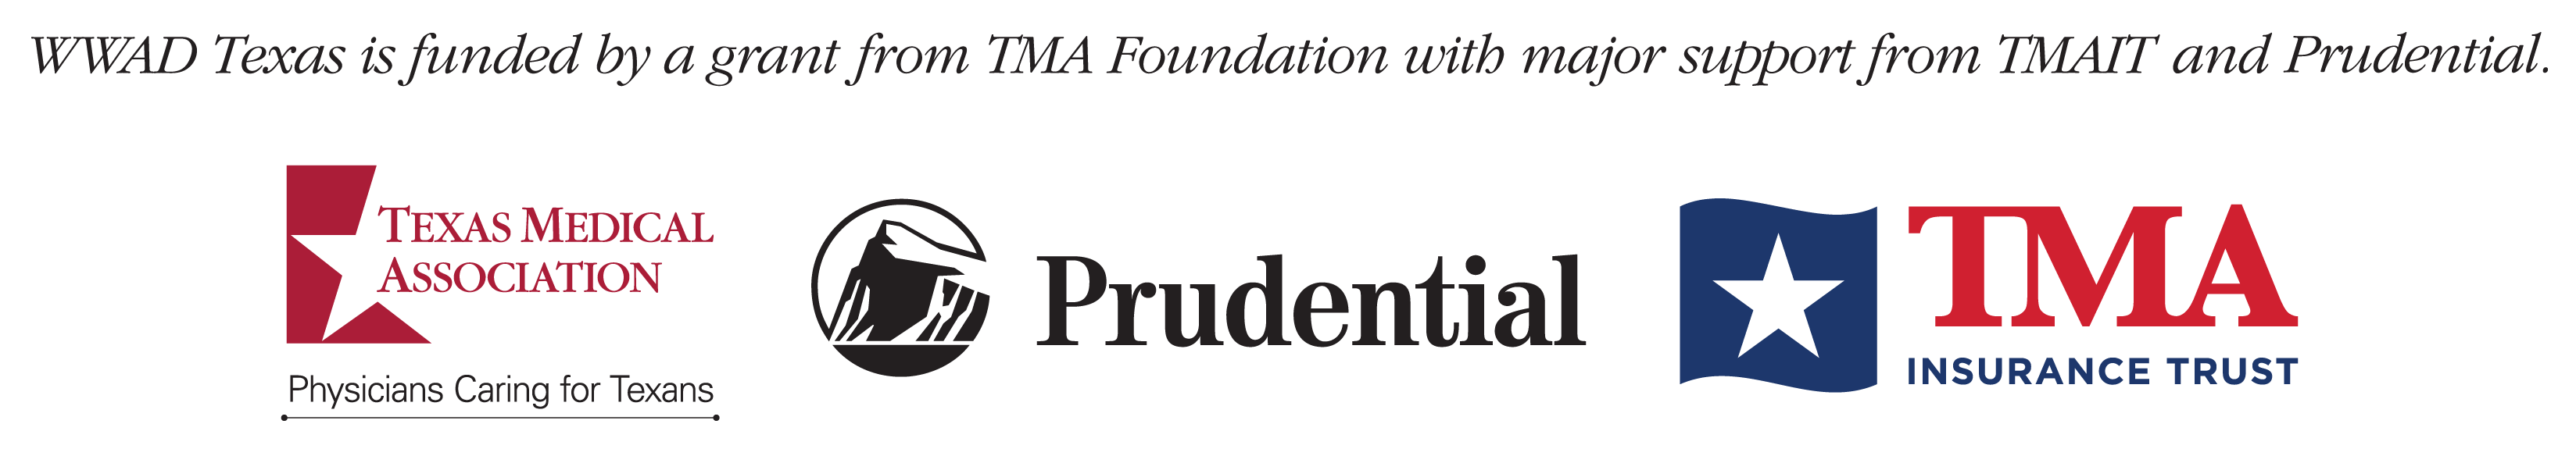 WWAD Texas is funded by a grant from TMA Foundation with major support from TMAIT and Prudential.
TEXAS MEDICAL
ASSOCIATION
Physicians Caring for Texans
Prudential
TMA
INSURANCE TRUST